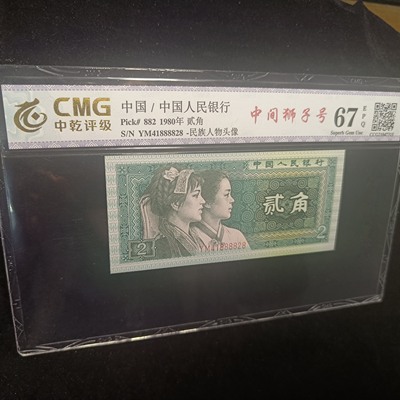 CMG
中乾评级
中国 / 中国人民银行
Pick# 882 1980年 贰角
S/N YM41888828 -民族人物头像
中间狮子号
67
EPQ
Superb Gem Unc
中国人民银行
贰角
YM41888828
2
2